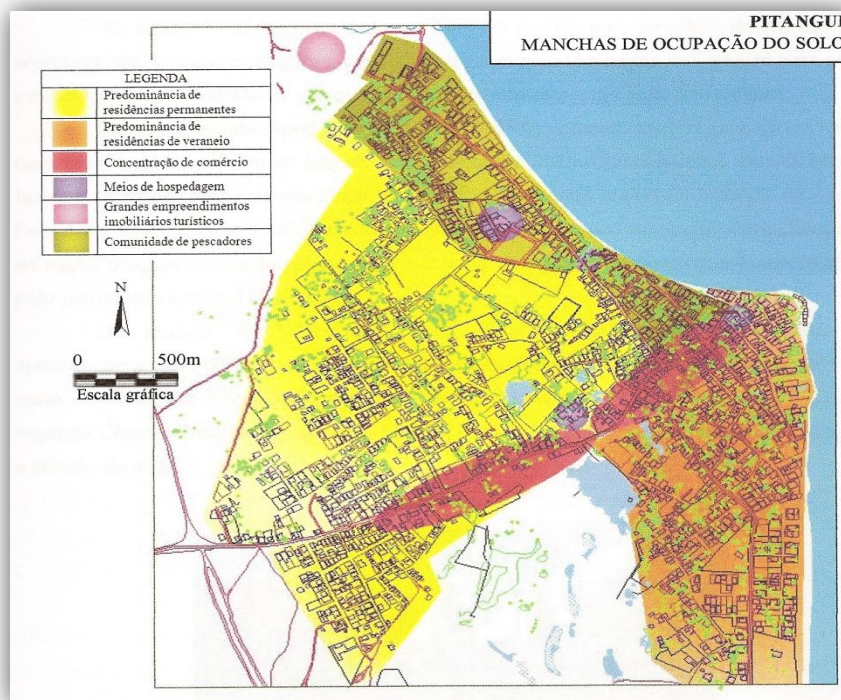 PITANGU
MANCHAS DE OCUPAÇÃO DO SOLO
LEGENDA
Predominância de
residências permanentes
Predominância de
residências de veraneio
Concentração de comércio
Meios de hospedagem
Grandes empreendimentos
imobiliários turísticos
Comunidade de pescadores
N
0 500m
Escala gráfica